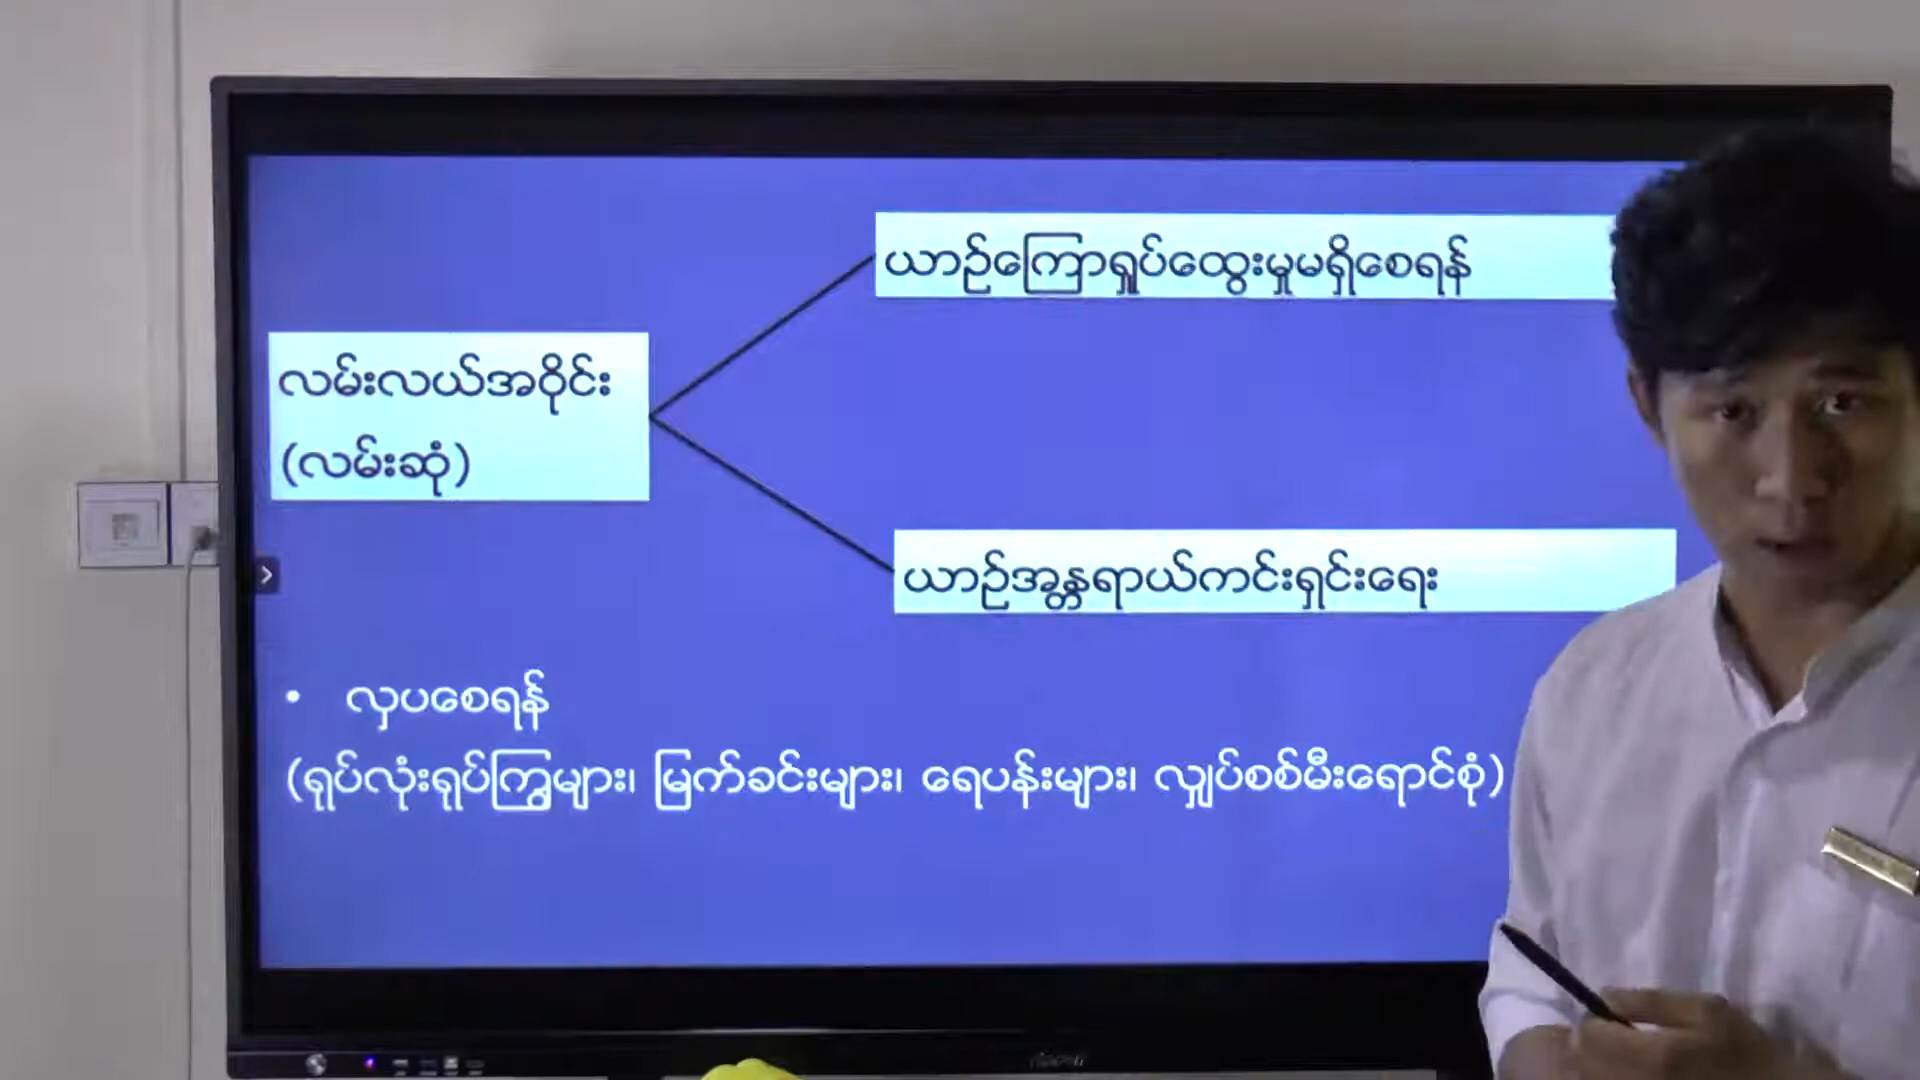 ယာဉ်ကြောရှုပ်ထွေးမှုမရှိစေရန်
လမ်းလယ်အဝိုင်း
(လမ်းဆုံ)
ယာဉ်အန္တရာယ်ကင်းရှင်းရေး
• လှပစေရန်
(ရုပ်လုံးရုပ်ကြွများ၊ မြက်ခင်းများ၊ ရေပန်းများ၊ လျှပ်စစ်မီးရောင်စုံ)